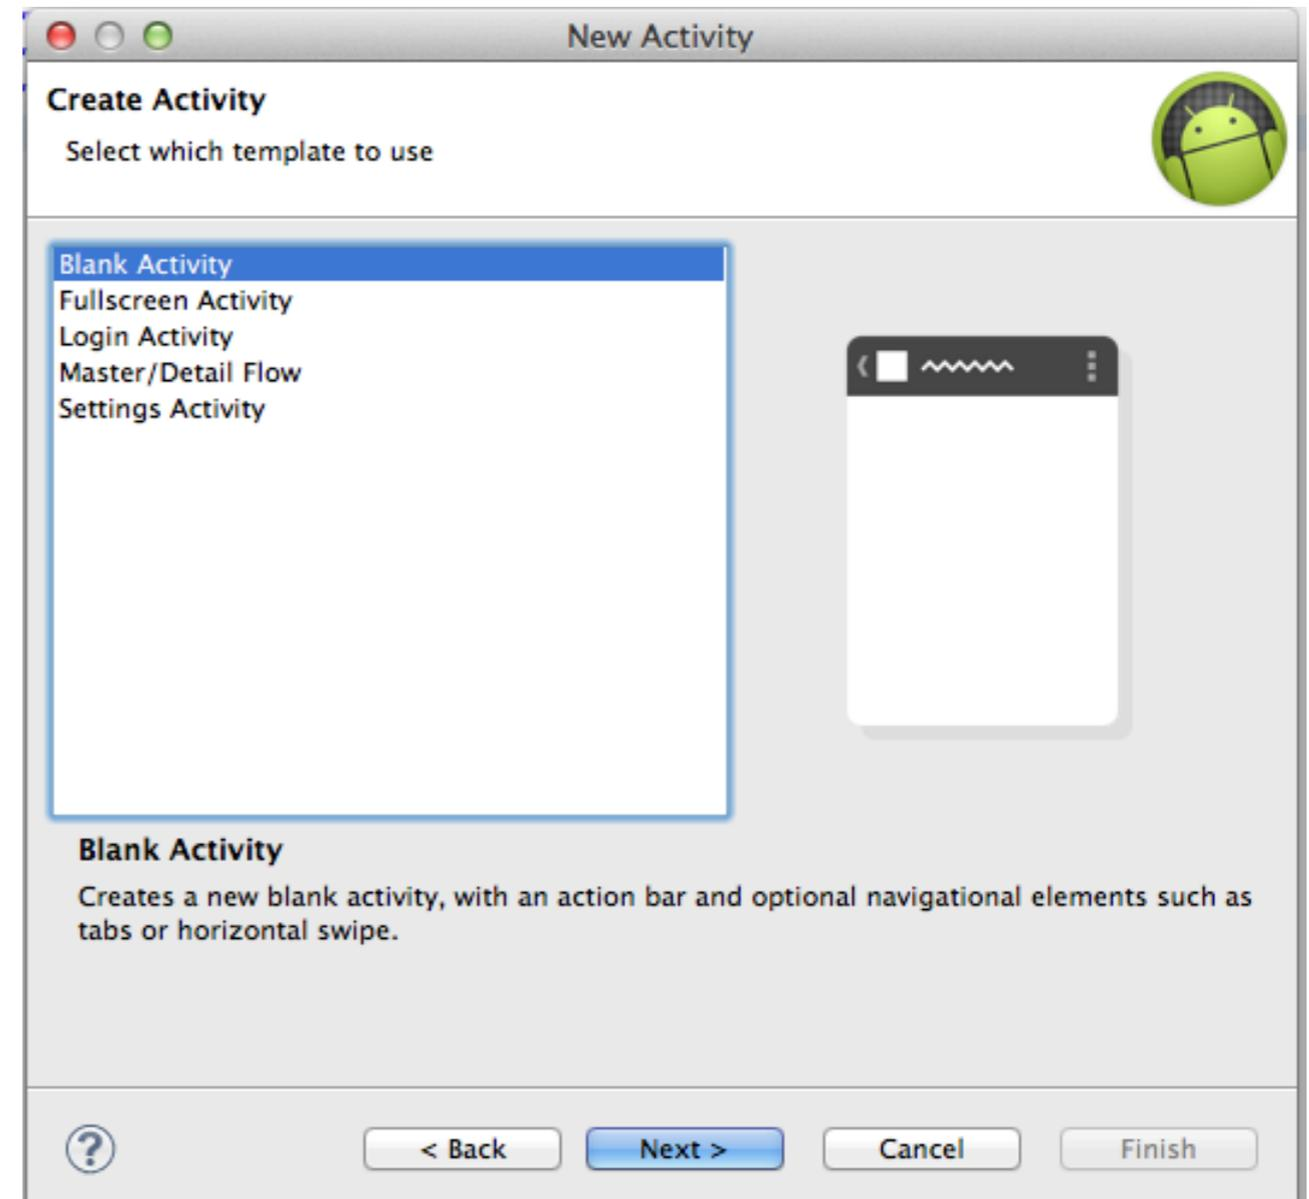 New Activity
Create Activity
Select which template to use
Blank Activity
Fullscreen Activity
Login Activity
Master/Detail Flow
Settings Activity
Blank Activity
Creates a new blank activity, with an action bar and optional navigational elements such as
tabs or horizontal swipe.
?
< Back
Next >
Cancel
Finish